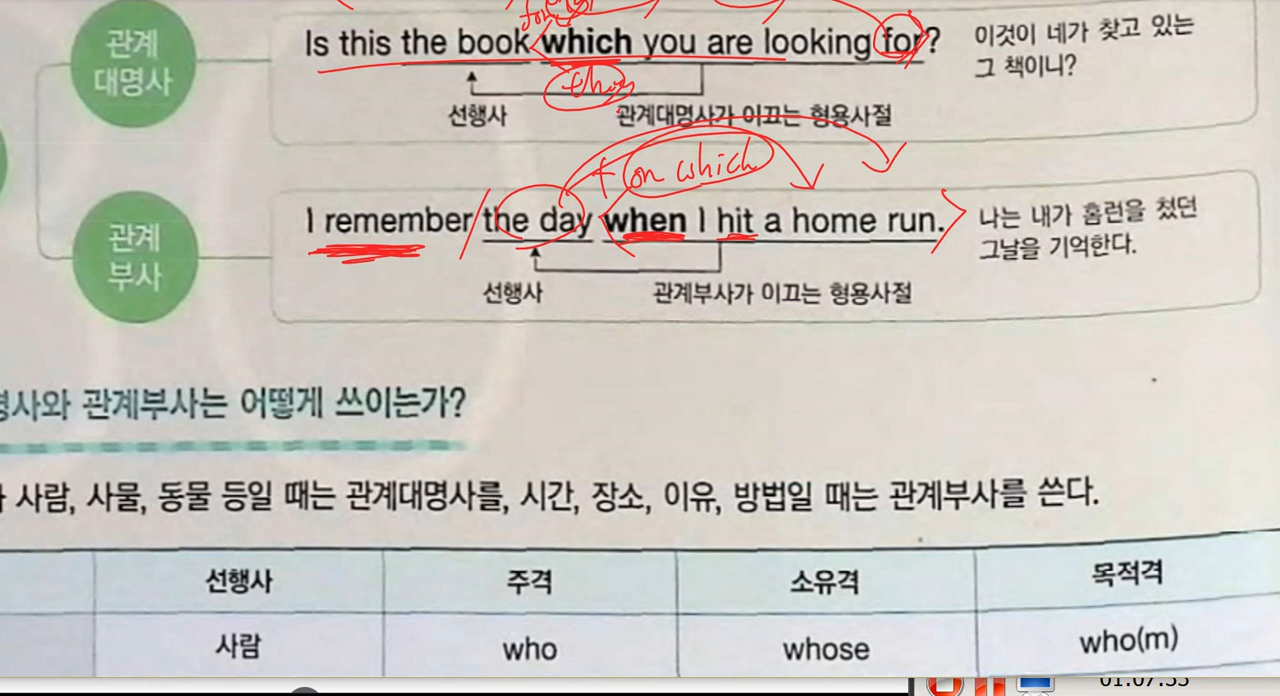 관계
대명사
Is this the book which you are looking for?
이것이 네가 찾고 있는
그 책이니?
선행사
관계대명사가 이끄는 형용사절
on which
관계
부사
I remember the day when I hit a home run.
나는 내가 홈런을 쳤던
그날을 기억한다.
선행사
관계부사가 이끄는 형용사절
명사와 관계부사는 어떻게 쓰이는가?
사람, 사물, 동물 등일 때는 관계대명사를, 시간, 장소, 이유, 방법일 때는 관계부사를 쓴다.
선행사 주격 소유격 목적격
사람 who whose who(m)